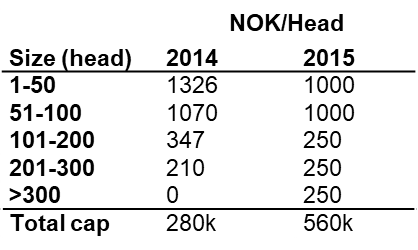 NOK/Head
Size (head) 2014 2015
1-50 1326 1000
51-100 1070 1000
101-200 347 250
201-300 210 250
>300 0 250
Total cap 280k 560k